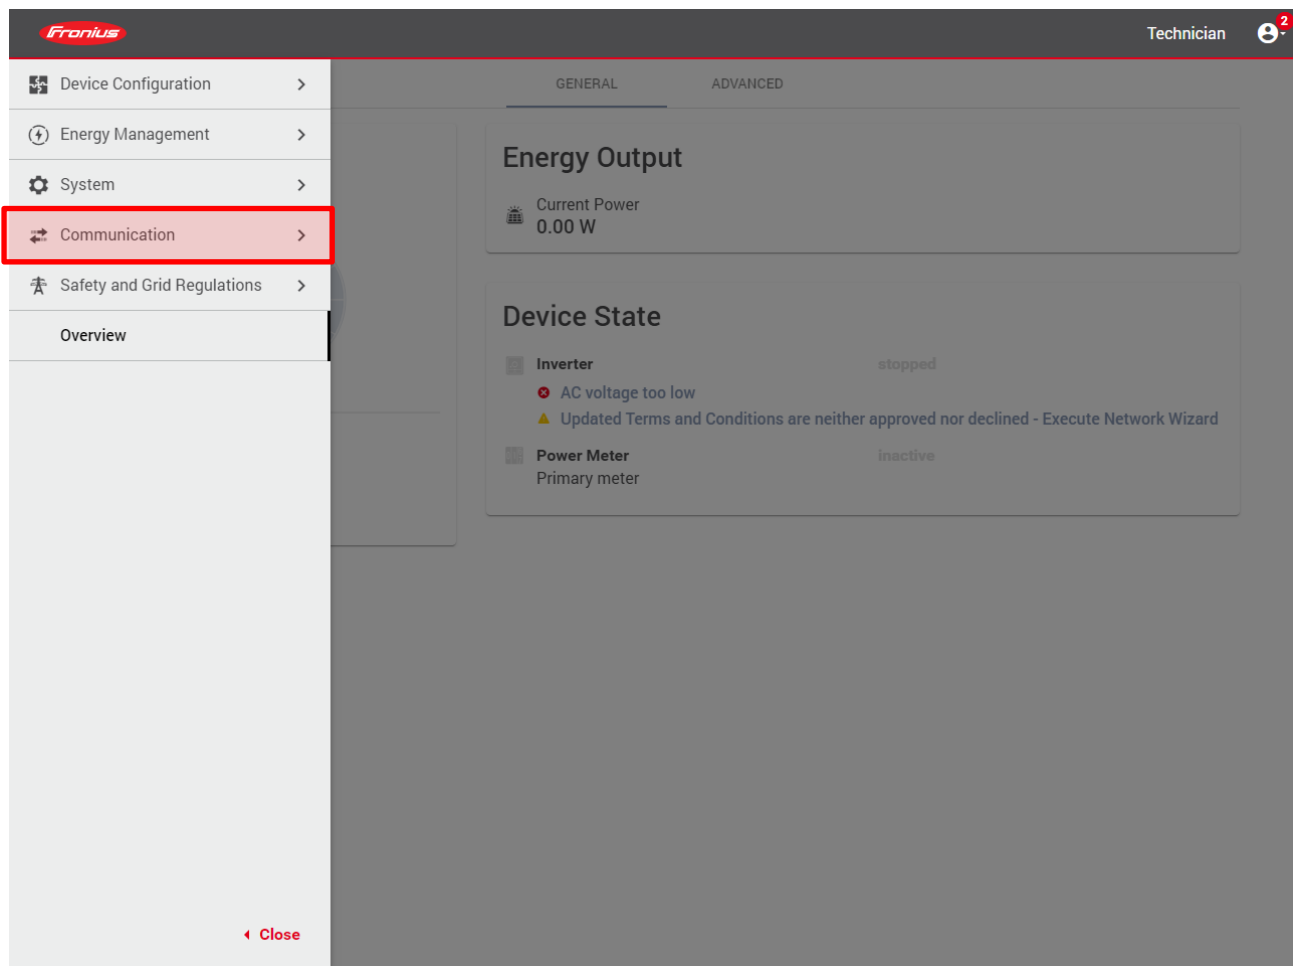 Fronius
Technician
2
Device Configuration
Energy Management
System
Communication
Safety and Grid Regulations
Overview
Close
GENERAL
ADVANCED
Energy Output
Current Power
0.00 W
Device State
Inverter stopped
AC voltage too low
Updated Terms and Conditions are neither approved nor declined - Execute Network Wizard
Power Meter inactive
Primary meter